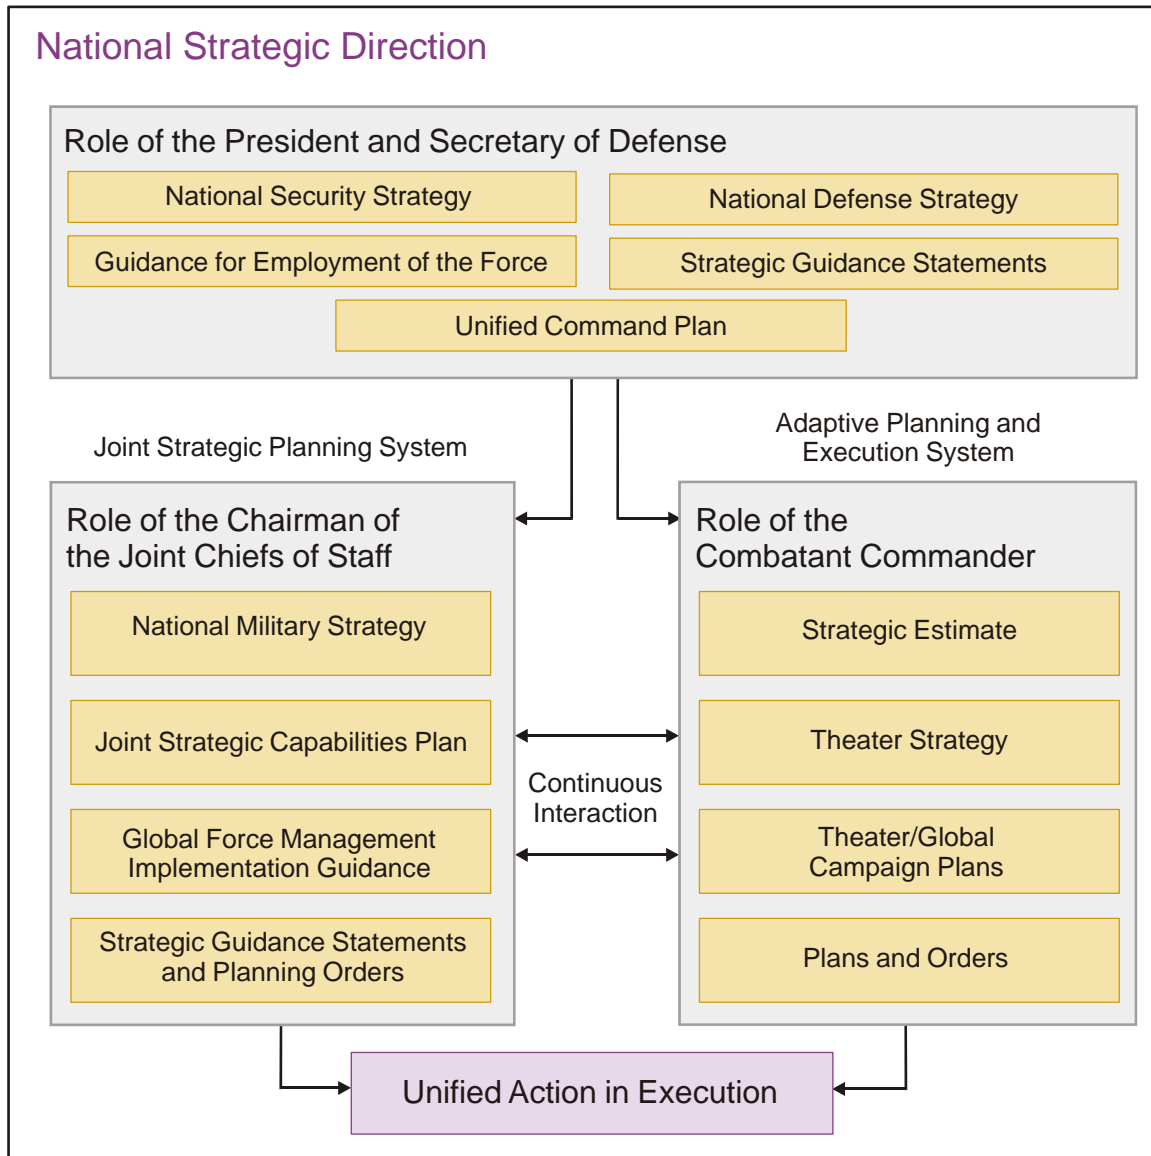 National Strategic Direction
Role of the President and Secretary of Defense
National Security Strategy
National Defense Strategy
Guidance for Employment of the Force
Strategic Guidance Statements
Unified Command Plan
Joint Strategic Planning System
Adaptive Planning and
Execution System
Role of the Chairman of
the Joint Chiefs of Staff
National Military Strategy
Joint Strategic Capabilities Plan
Global Force Management
Implementation Guidance
Strategic Guidance Statements
and Planning Orders
Continuous
Interaction
Role of the
Combatant Commander
Strategic Estimate
Theater Strategy
Theater/Global
Campaign Plans
Plans and Orders
Unified Action in Execution